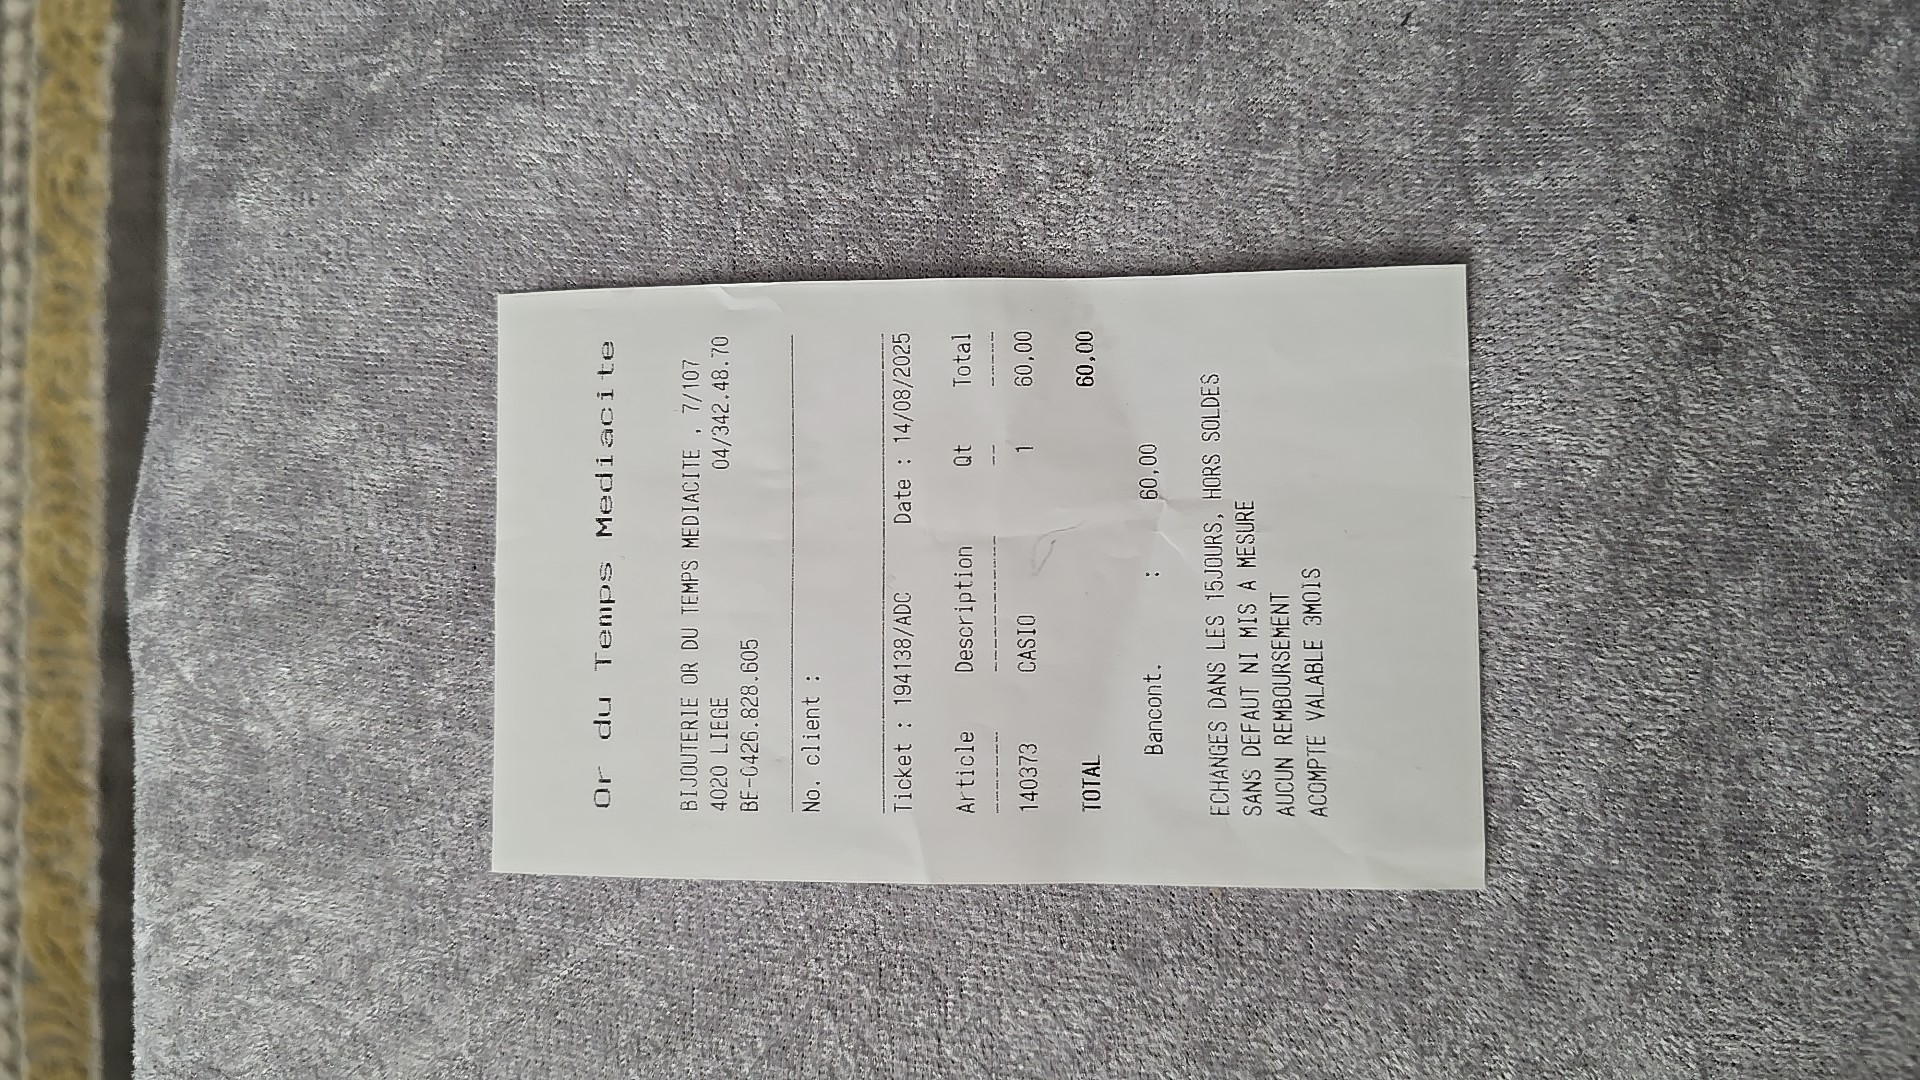 Or du Temps Mediacite
BIJOUTERIE OR DU TEMPS MEDIACITE , 7/107
4020 LIEGE 04/342.48.70
BE-0426.828.605
No. client :
Ticket : 194138/ADC Date : 14/08/2025
Article Description Qt Total
140373 CASIO 1 60,00
TOTAL 60,00
Bancont. : 60,00
ECHANGES DANS LES 15JOURS, HORS SOLDES
SANS DEFAUT NI MIS A MESURE
AUCUN REMBOURSEMENT
ACOMPTE VALABLE 3MOIS